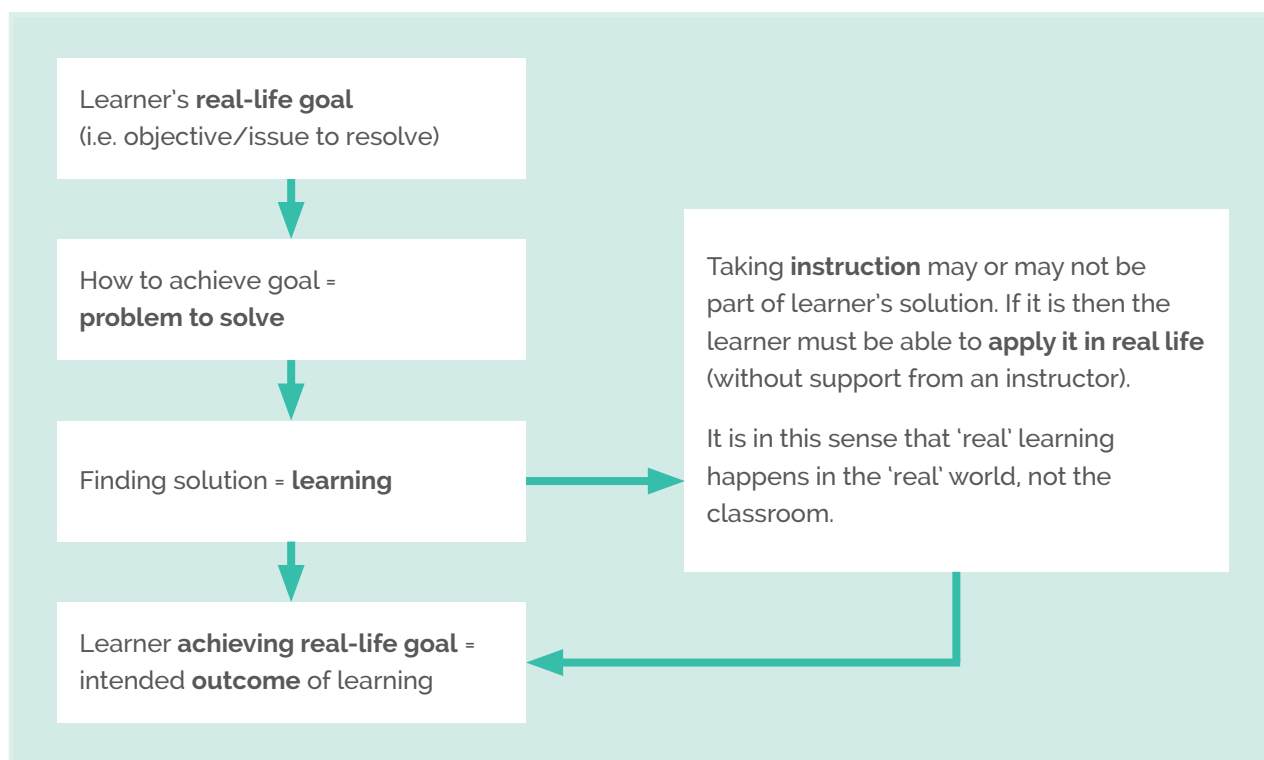 Learner’s real-life goal
(i.e. objective/issue to resolve)
How to achieve goal =
problem to solve
Finding solution = learning
Learner achieving real-life goal =
intended outcome of learning
Taking instruction may or may not be
part of learner’s solution. If it is then the
learner must be able to apply it in real life
(without support from an instructor).
It is in this sense that ‘real’ learning
happens in the ‘real’ world, not the
classroom.